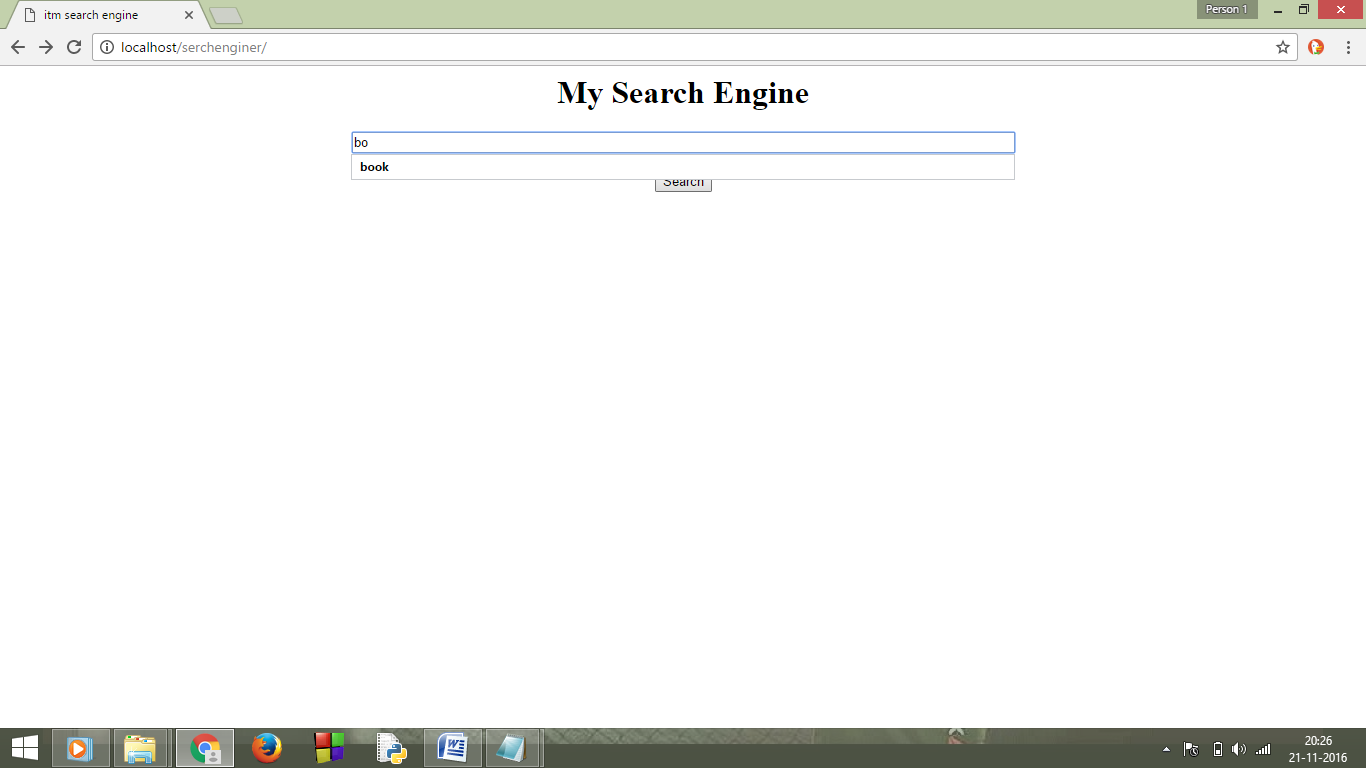 itm search engine
Person 1
localhost/serchenginer/
My Search Engine
bo
book
Search
20:26
21-11-2016